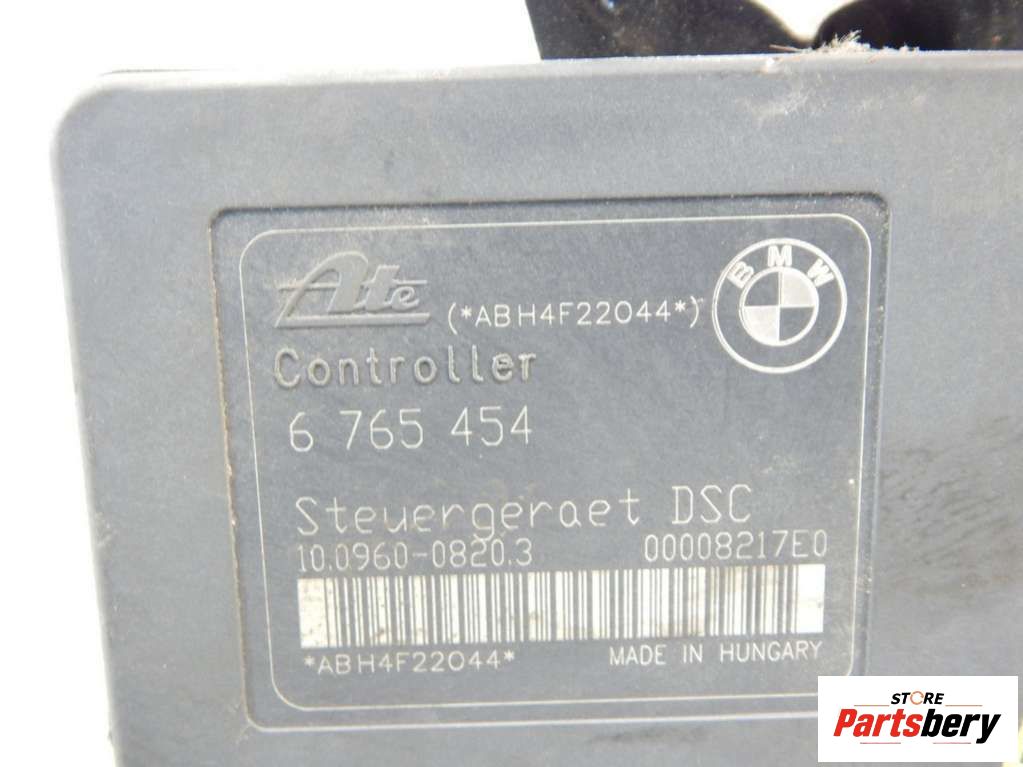 Ate
(*ABH4F22044*)
BMW
Controller
6 765 454
Steuergeraet DSC
10.0960-0820.3 00008217E0
*ABH4F22044* MADE IN HUNGARY
STORE
Partsbery